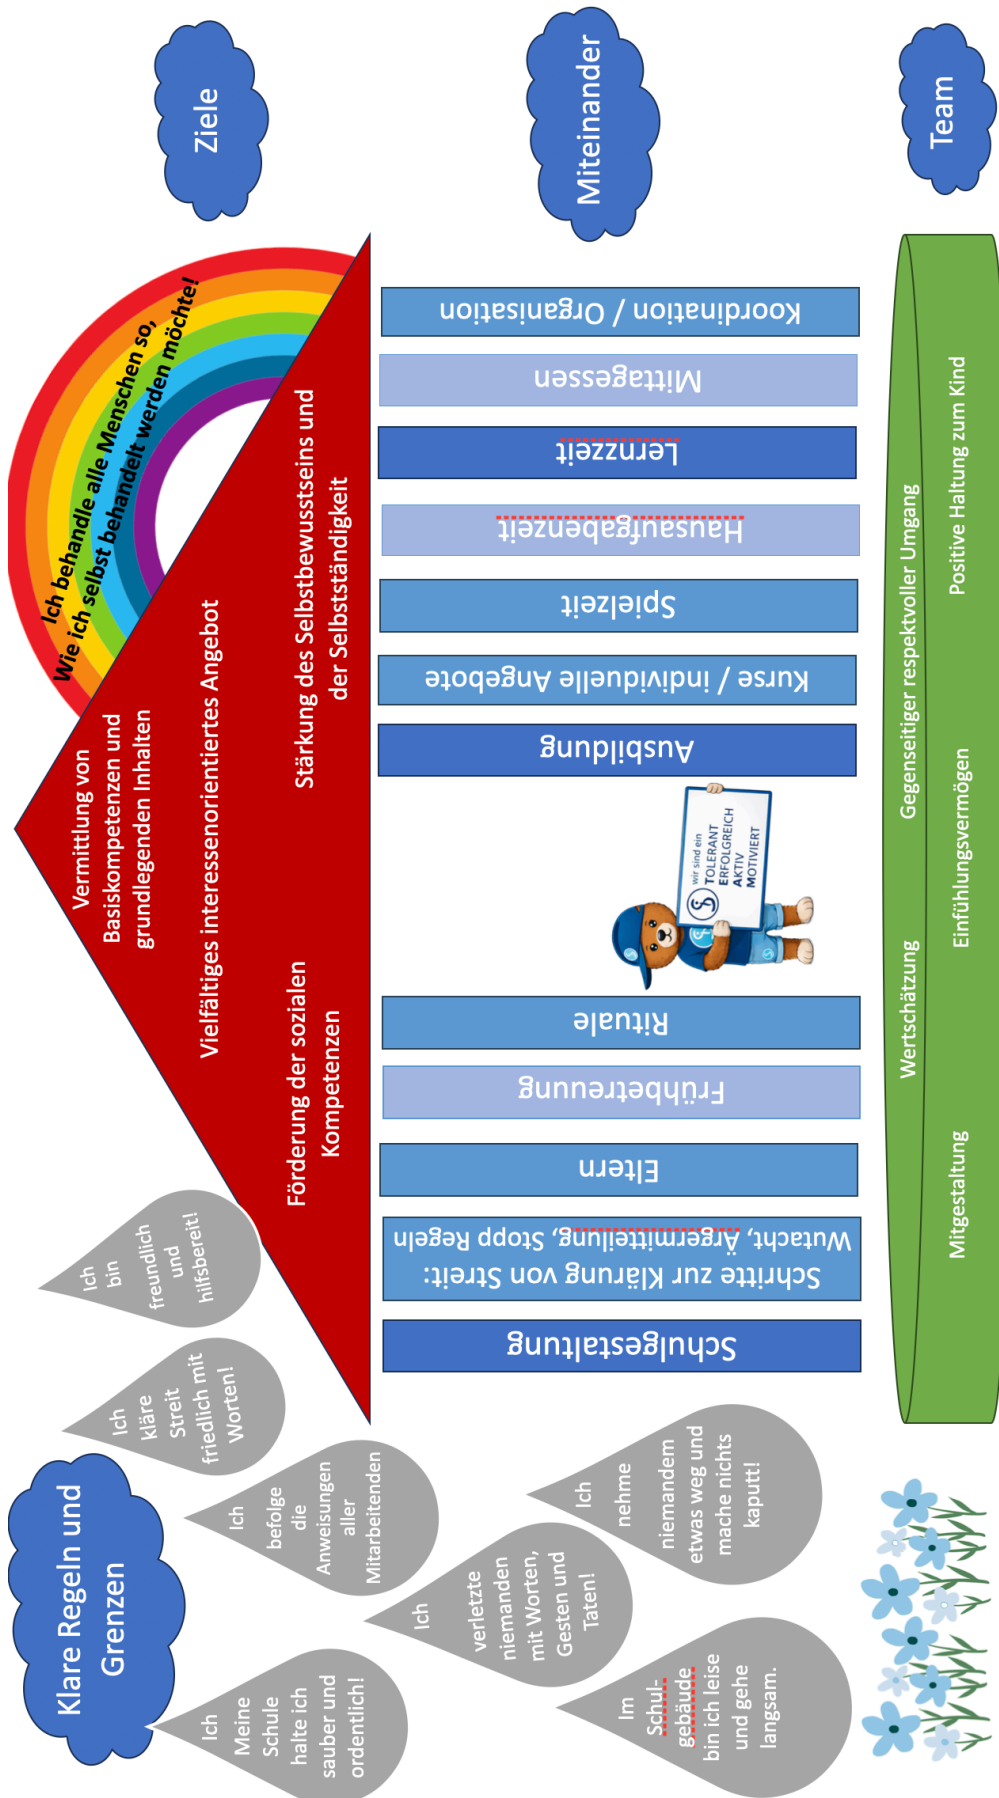 Klare Regeln und
Grenzen
Ich
Meine
Schule
halte ich
sauber und
ordentlich!
Ich
befolge
die
Anweisungen
aller
Mitarbeitenden
Ich
kläre
Streit
friedlich mit
Worten!
Ich
bin
freundlich
und
hilfsbereit!
Ich
verletzte
niemanden
mit Worten,
Gesten und
Taten!
Im
Schul-
gebäude
bin ich leise
und gehe
langsam.
Ich
nehme
niemandem
etwas weg und
mache nichts
kaputt!
Ich behandle alle Menschen so,
Wie ich selbst behandelt werden möchte!
Ziele
Vermittlung von
Basiskompetenzen und
grundlegenden Inhalten
Vielfältiges interessenorientiertes Angebot
Förderung der sozialen
Kompetenzen
Stärkung des Selbstbewusstseins und
der Selbstständigkeit
Miteinander
Schulgestaltung
Schritte zur Klärung von Streit:
Wutacht, Ärgermitteilung, Stopp Regeln
Eltern
Frühbetreuung
Rituale
wir sind ein
TOLERANT
ERFOLGREICH
AKTIV
MOTIVIERT
Ausbildung
Kurse / individuelle Angebote
Spielzeit
Hausaufgabenzeit
Lernzzeit
Mittagessen
Koordination / Organisation
Team
Wertschätzung
Gegenseitiger respektvoller Umgang
Mitgestaltung
Einfühlungsvermögen
Positive Haltung zum Kind